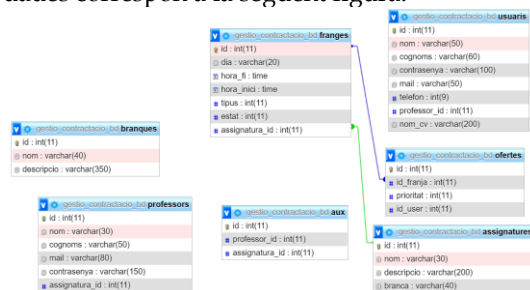 dades correspon a la següent figura:
gestio_contractacio_bd franges
id : int(11)
dia : varchar(20)
hora_fi : time
hora_inici : time
tipus : int(11)
estat : int(11)
assignatura_id : int(11)
gestio_contractacio_bd usuaris
id : int(11)
nom : varchar(50)
cognoms : varchar(60)
contrasenya : varchar(100)
mail : varchar(50)
telefon : int(9)
professor_id : int(11)
nom_cv : varchar(200)
gestio_contractacio_bd branques
id : int(11)
nom : varchar(40)
descripcio : varchar(350)
gestio_contractacio_bd ofertes
id : int(11)
id_franja : int(11)
prioritat : int(11)
id_user : int(11)
gestio_contractacio_bd professors
id : int(11)
nom : varchar(30)
cognoms : varchar(50)
mail : varchar(80)
contrasenya : varchar(150)
assignatura_id : int(11)
gestio_contractacio_bd aux
id : int(11)
professor_id : int(11)
assignatura_id : int(11)
gestio_contractacio_bd assignatures
id : int(11)
nom : varchar(30)
descripcio : varchar(200)
branca : varchar(40)